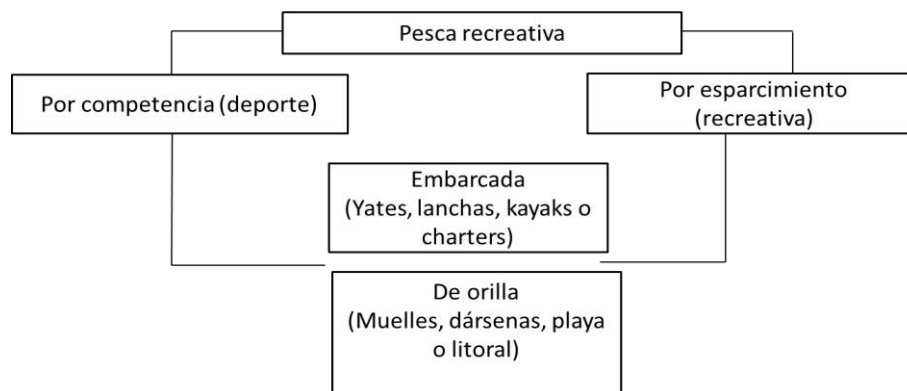 Pesca recreativa
Por competencia (deporte)
Por esparcimiento
(recreativa)
Embarcada
(Yates, lanchas, kayaks o
charters)
De orilla
(Muelles, dársenas, playa
o litoral)